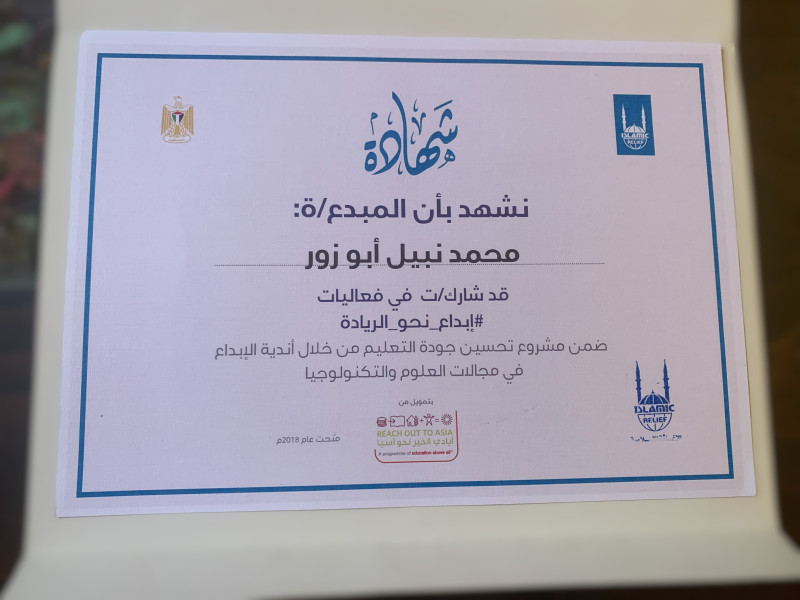 شهادة
ISLAMIC
RELIEF
نشهد بأن المبدع/ة:
محمد نبيل أبو زور
قد شارك/ت في فعاليات
#إبداع_نحو_الريادة
ضمن مشروع تحسين جودة التعليم من خلال أندية الإبداع
في مجالات العلوم والتكنولوجيا
بتمويل من
REACH OUT TO ASIA
أيادي الخير نحو آسيا
A programme of education above all
مُنحت عام 2018م
ISLAMIC
RELIEF